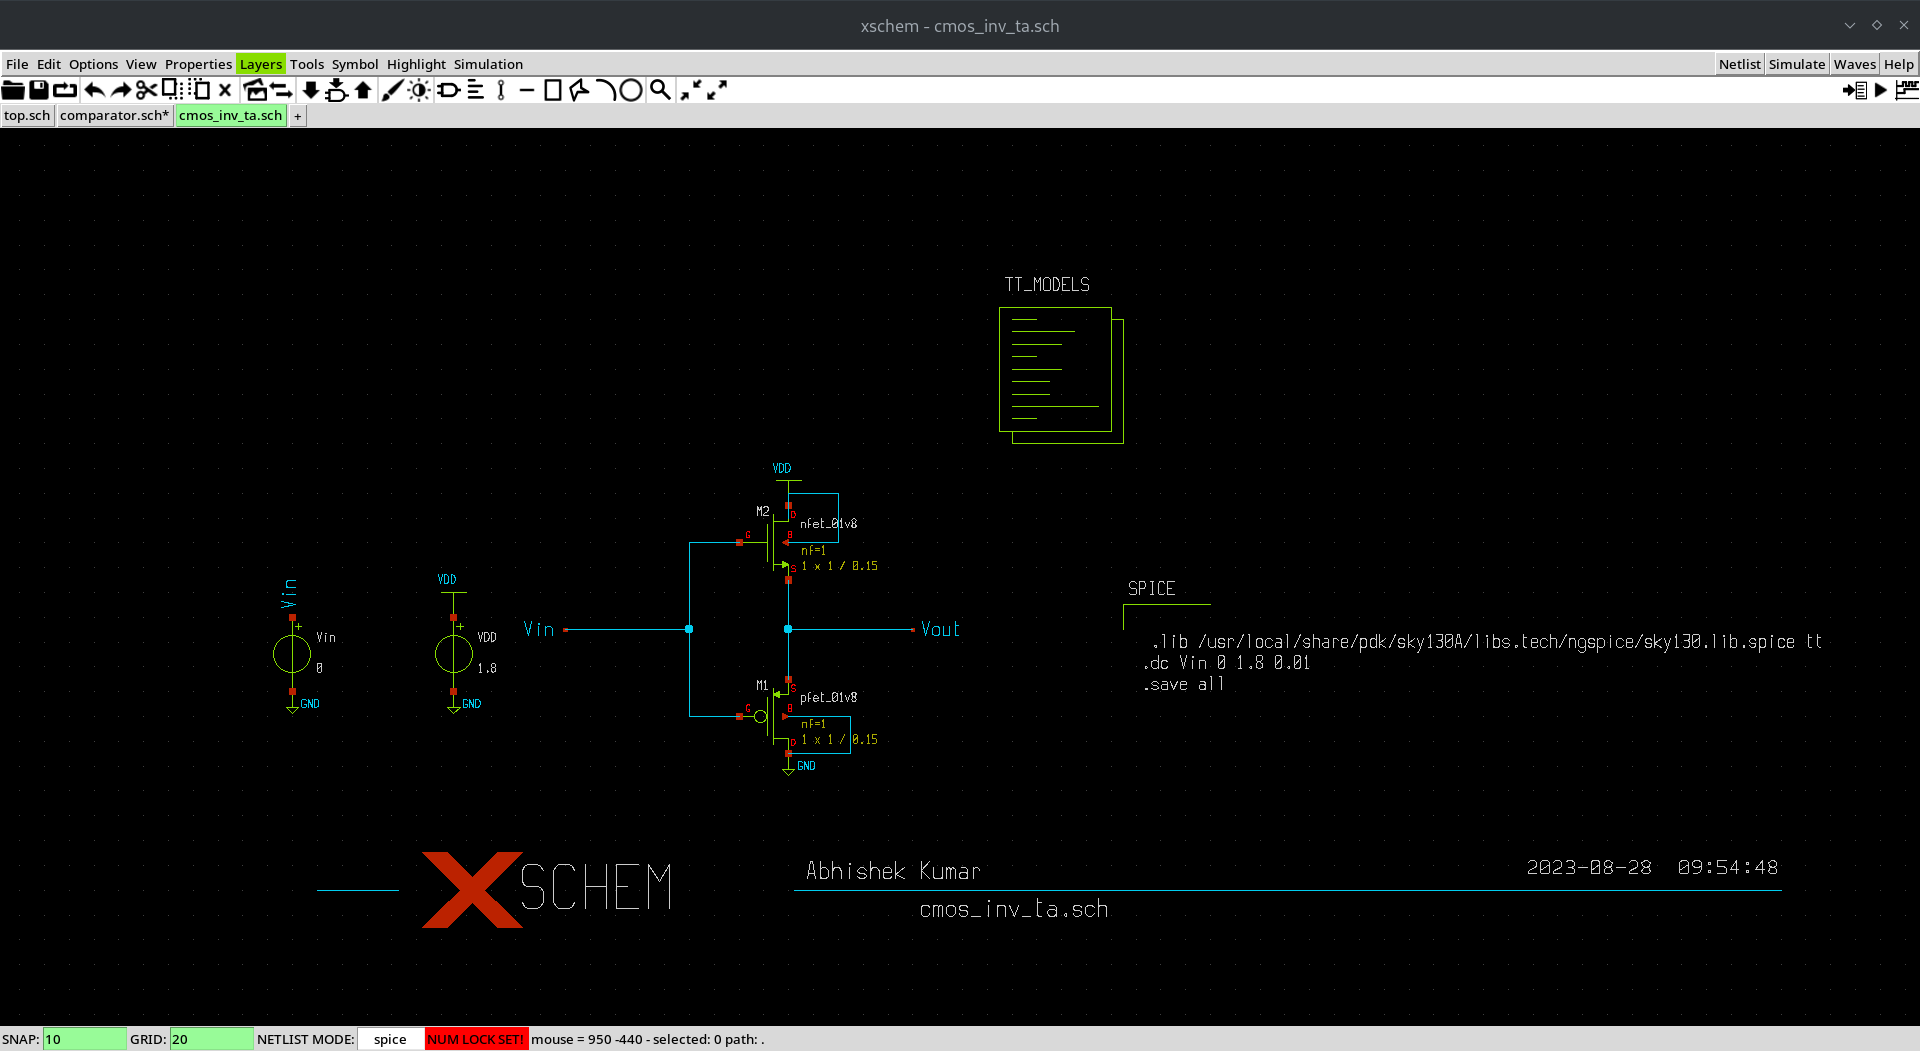 xschem - cmos_inv_ta.sch
File Edit Options View Properties Layers Tools Symbol Highlight Simulation Netlist Simulate Waves Help
top.sch comparator.sch* cmos_inv_ta.sch +
TT_MODELS
VDD
M2
D
nfet_01v8
G
B
nf=1
S
1 x 1 / 0.15
Vin
+
Vin
0
GND
VDD
+
VDD
1.8
GND
Vin
Vout
S
M1
pfet_01v8
G
B
nf=1
D
1 x 1 / 0.15
GND
SPICE
.lib /usr/local/share/pdk/sky130A/libs.tech/ngspice/sky130.lib.spice tt
.dc Vin 0 1.8 0.01
.save all
XSCHEM
Abhishek Kumar
2023-08-28 09:54:48
cmos_inv_ta.sch
SNAP: 10 GRID: 20 NETLIST MODE: spice NUM LOCK SET! mouse = 950 -440 - selected: 0 path: .